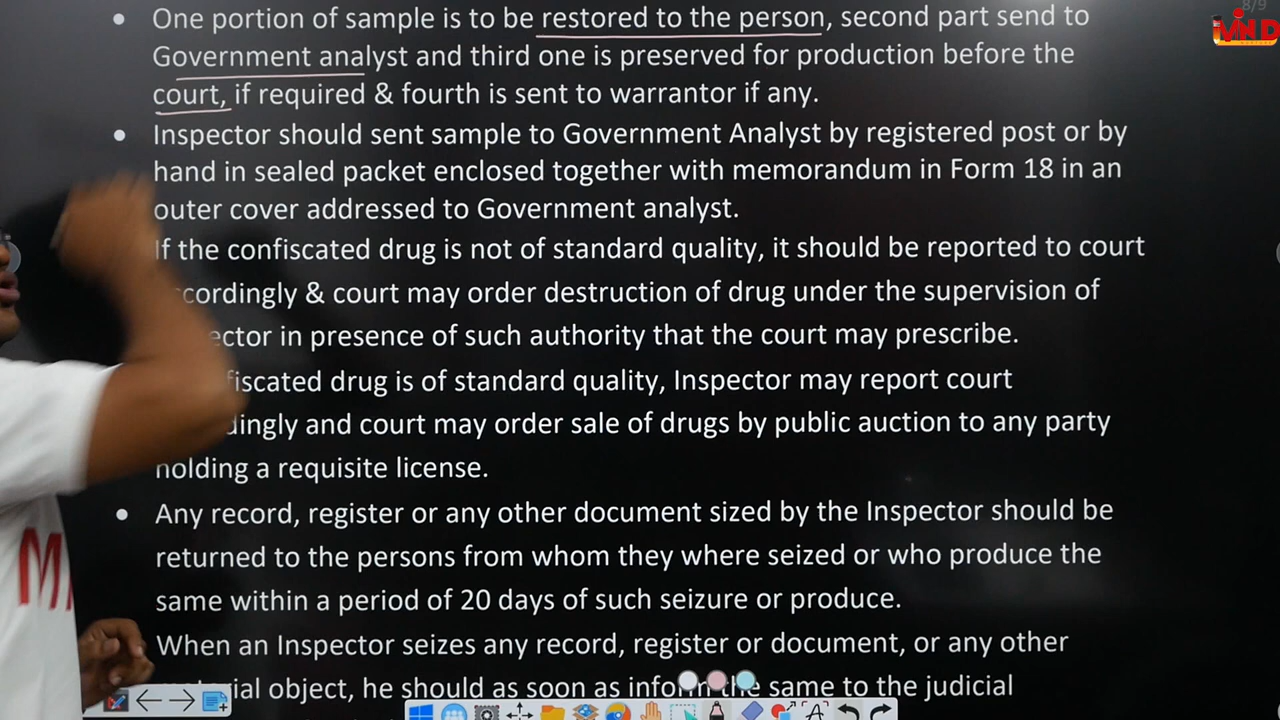 8/9
MIND
One portion of sample is to be restored to the person, second part send to
Government analyst and third one is preserved for production before the
court, if required & fourth is sent to warrantor if any.
Inspector should sent sample to Government Analyst by registered post or by
hand in sealed packet enclosed together with memorandum in Form 18 in an
outer cover addressed to Government analyst.
If the confiscated drug is not of standard quality, it should be reported to court
ccordingly & court may order destruction of drug under the supervision of
ector in presence of such authority that the court may prescribe.
fiscated drug is of standard quality, Inspector may report court
dingly and court may order sale of drugs by public auction to any party
holding a requisite license.
Any record, register or any other document sized by the Inspector should be
returned to the persons from whom they where seized or who produce the
same within a period of 20 days of such seizure or produce.
When an Inspector seizes any record, register or document, or any other
rial object, he should as soon as inform the same to the judicial
M